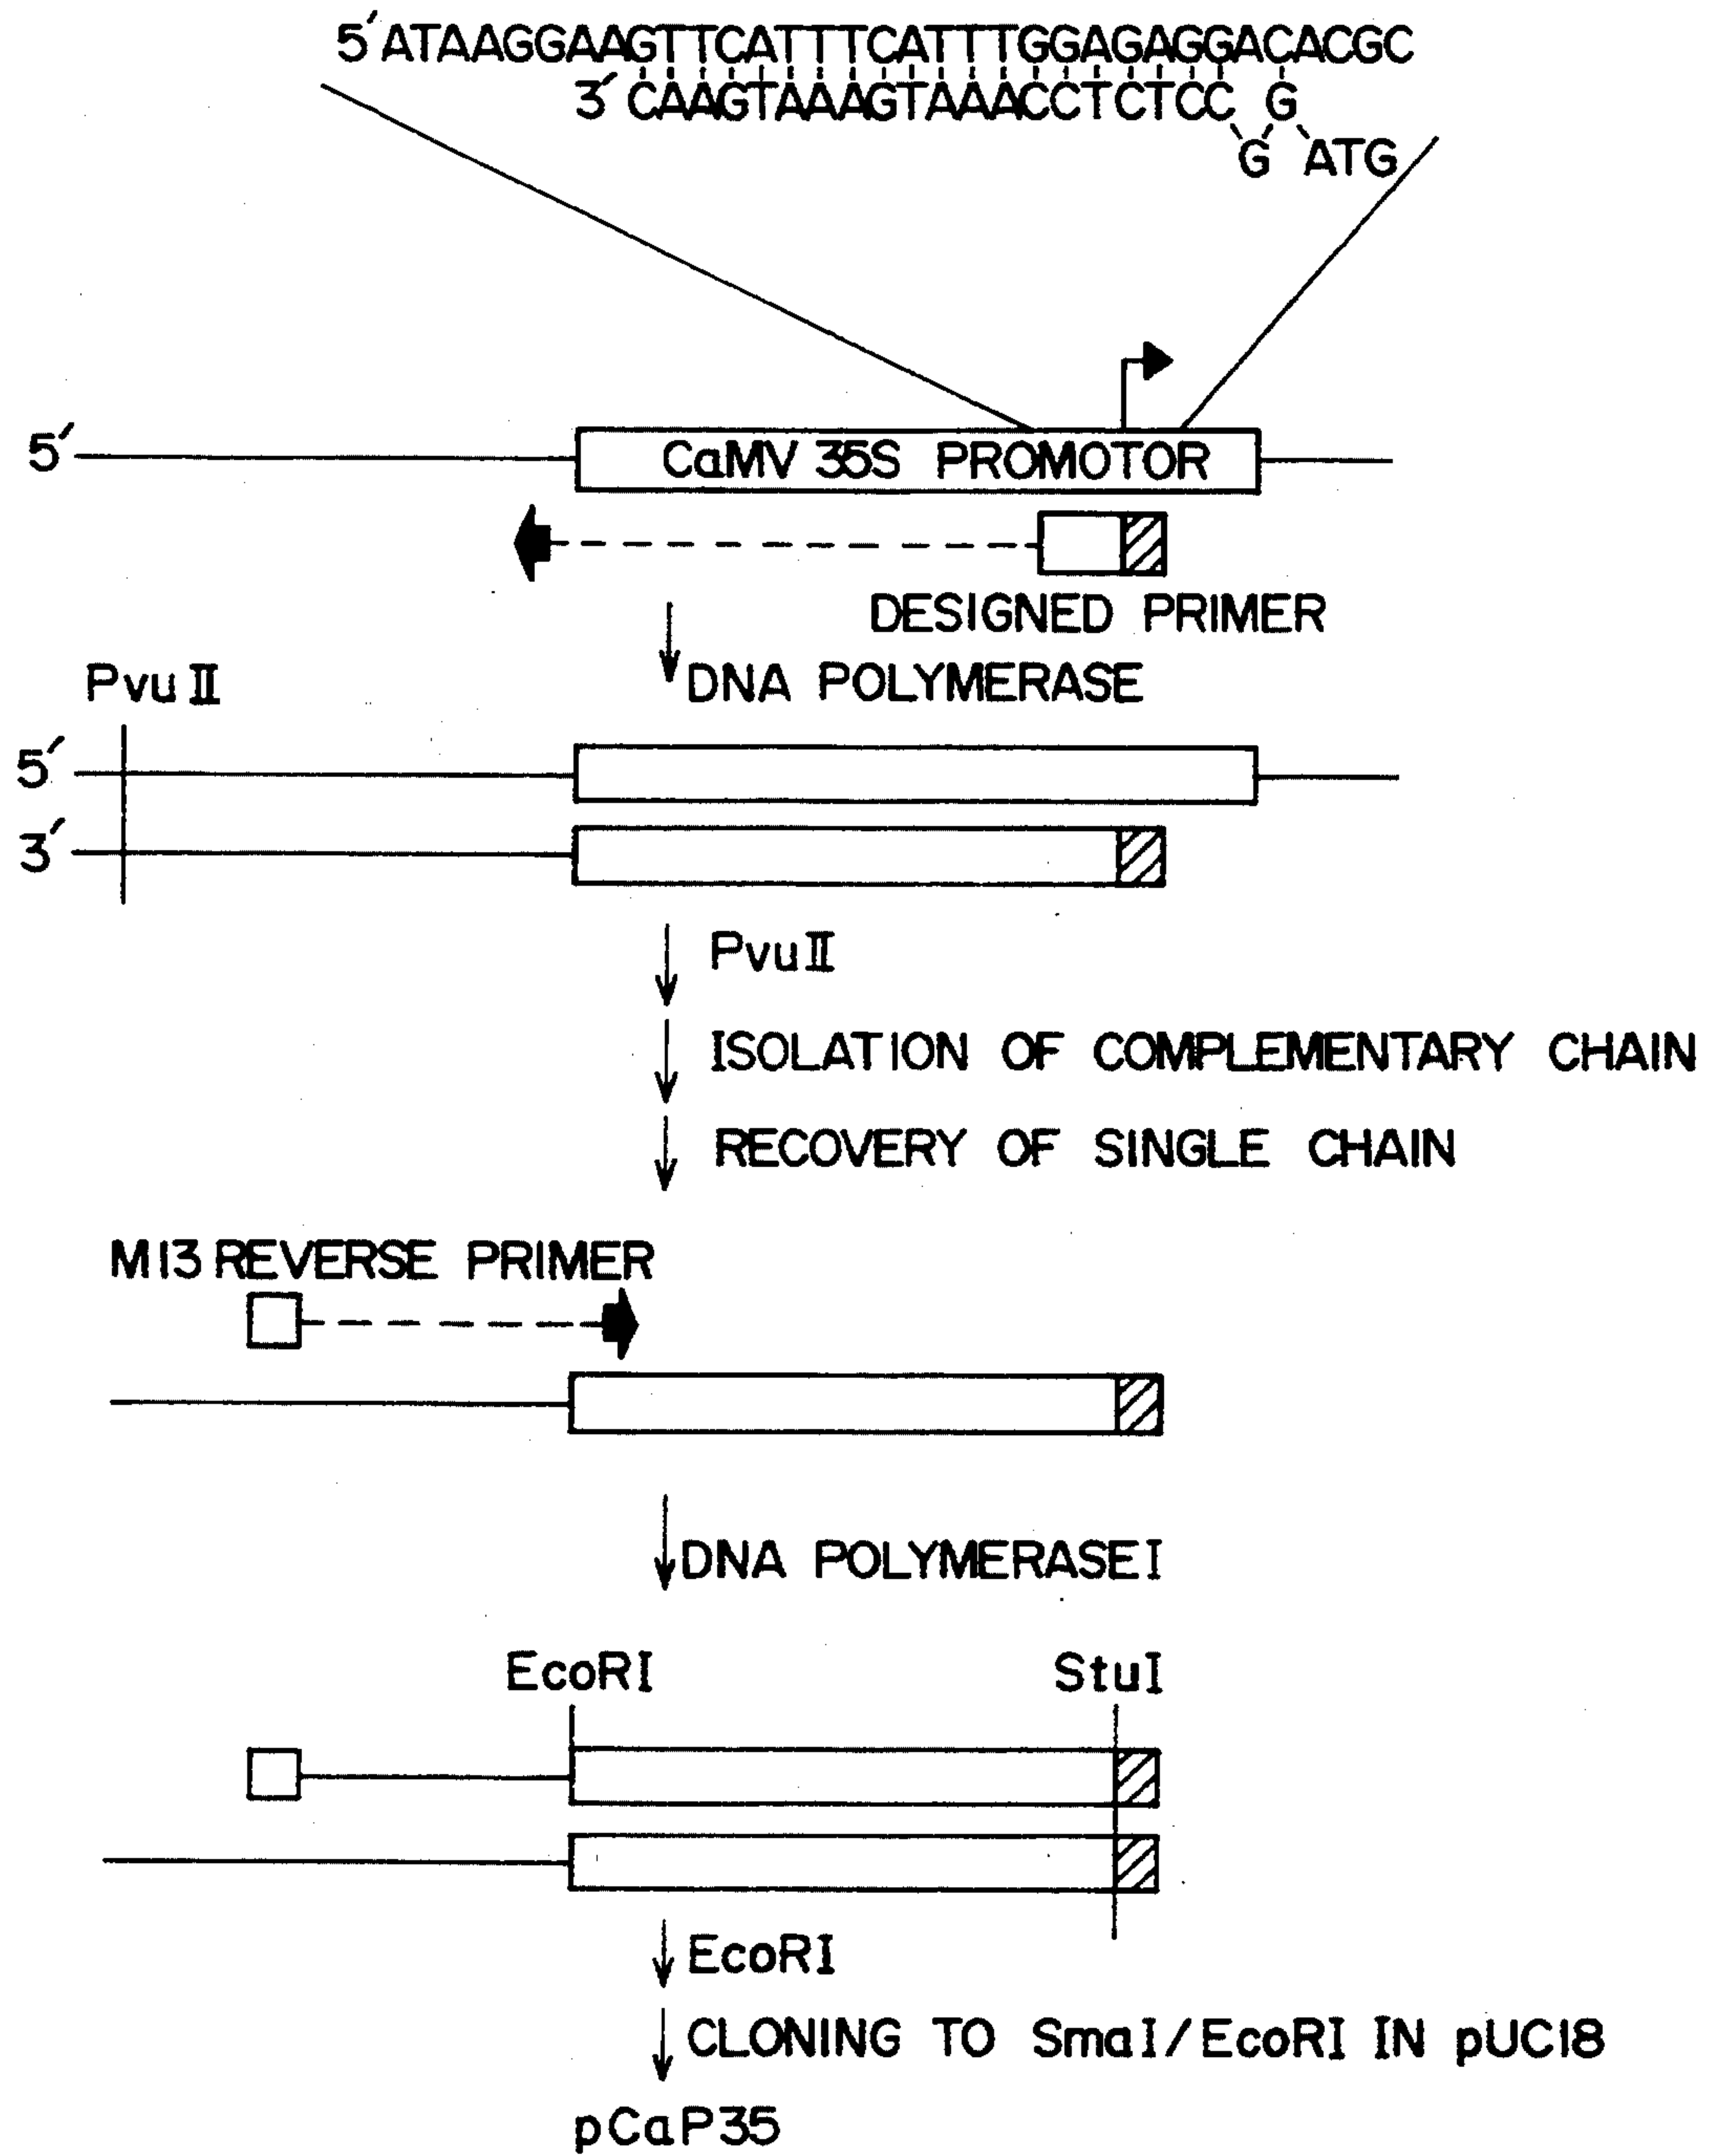 5′ATAAGGAAGTTCATTTCATTTGGAGAGGACACGC
3′CAAGTAAAGTAAACCTCTCC G
G ATG
5′
CaMV 35S PROMOTOR
DESIGNED PRIMER
DNA POLYMERASE
PvuII
5′
3′
PvuII
ISOLATION OF COMPLEMENTARY CHAIN
RECOVERY OF SINGLE CHAIN
M13 REVERSE PRIMER
DNA POLYMERASEI
EcoRI StuI
EcoRI
CLONING TO SmaI/EcoRI IN pUC18
pCaP35